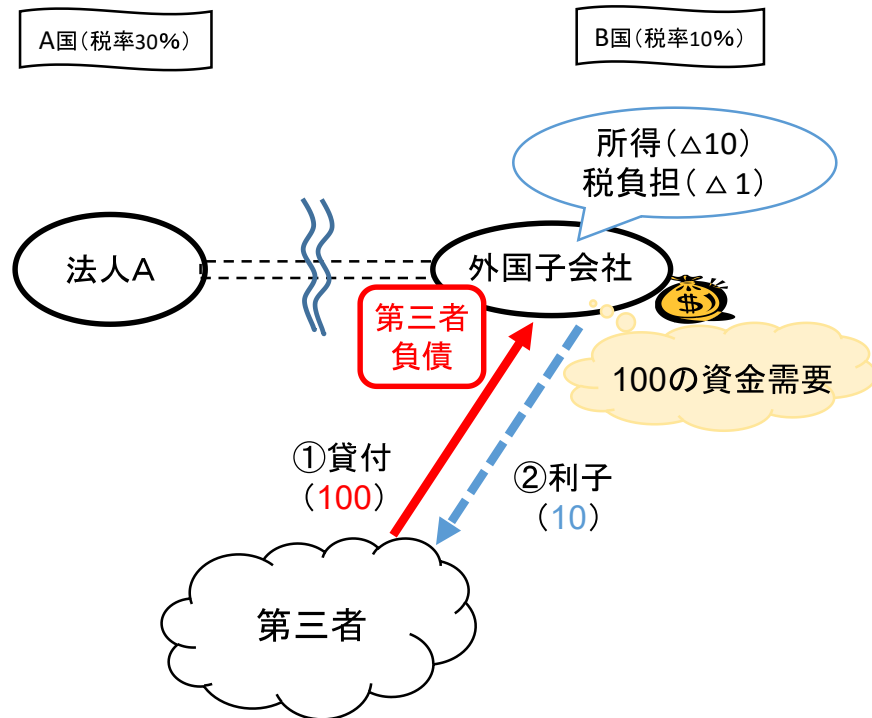 A国(税率30%)
B国(税率10%)
所得(△10)
税負担(△1)
法人A
外国子会社
$
第三者
負債
100の資金需要
①貸付
(100)
②利子
(10)
第三者